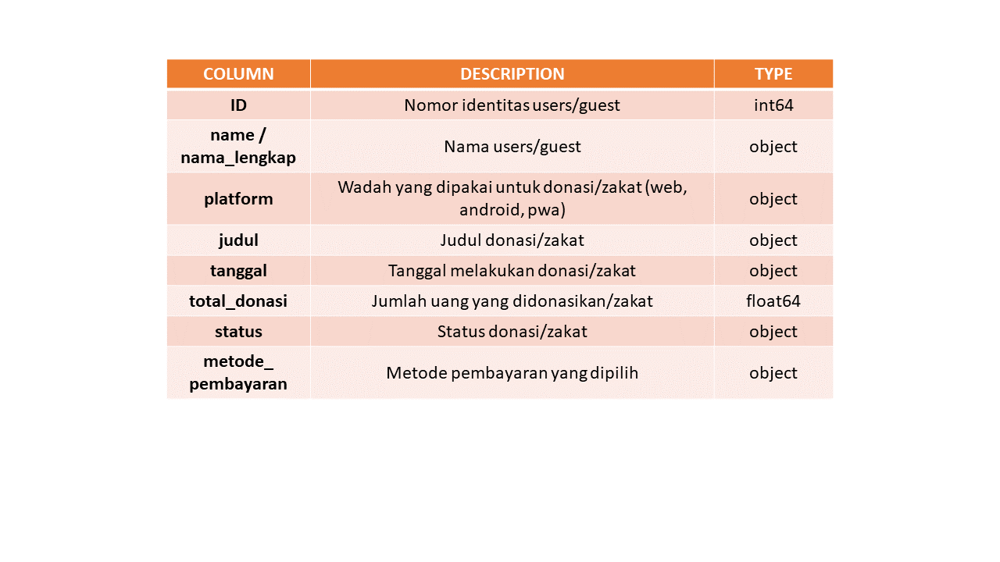 COLUMN DESCRIPTION TYPE
ID Nomor identitas users/guest int64
name /
nama_lengkap
Nama users/guest object
platform
Wadah yang dipakai untuk donasi/zakat (web,
android, pwa)
object
judul Judul donasi/zakat object
tanggal Tanggal melakukan donasi/zakat object
total_donasi Jumlah uang yang didonasikan/zakat float64
status Status donasi/zakat object
metode_
pembayaran
Metode pembayaran yang dipilih object